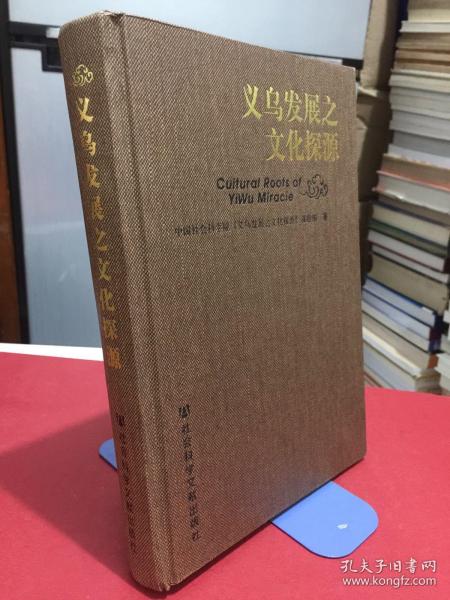 义乌发展之
文化探源
Cultural Roots of
YiWu Miracle
中国社会科学院《义乌发展之文化探源》课题组 著
义乌发展之文化探源
社会科学文献出版社
孔夫子旧书网
www.kongfz.com